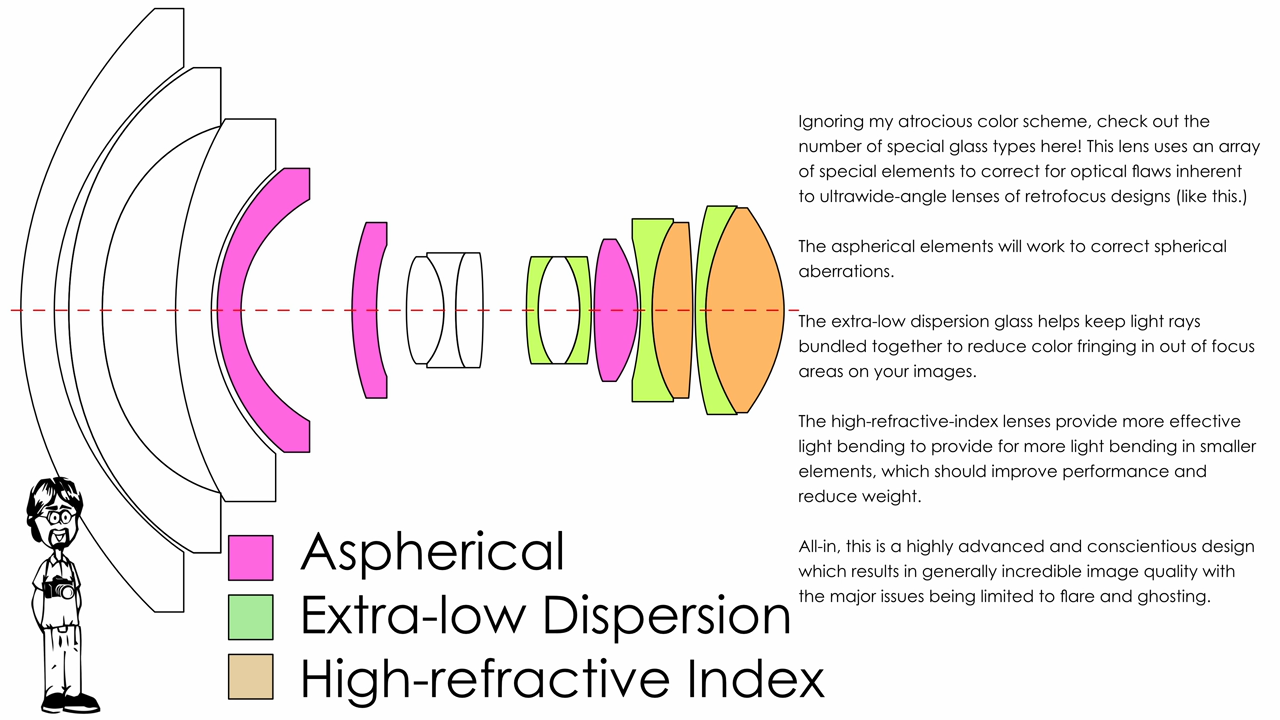 Ignoring my atrocious color scheme, check out the
number of special glass types here! This lens uses an array
of special elements to correct for optical flaws inherent
to ultrawide-angle lenses of retrofocus designs (like this.)
The aspherical elements will work to correct spherical
aberrations.
The extra-low dispersion glass helps keep light rays
bundled together to reduce color fringing in out of focus
areas on your images.
The high-refractive-index lenses provide more effective
light bending to provide for more light bending in smaller
elements, which should improve performance and
reduce weight.
All-in, this is a highly advanced and conscientious design
which results in generally incredible image quality with
the major issues being limited to flare and ghosting.
Aspherical
Extra-low Dispersion
High-refractive Index